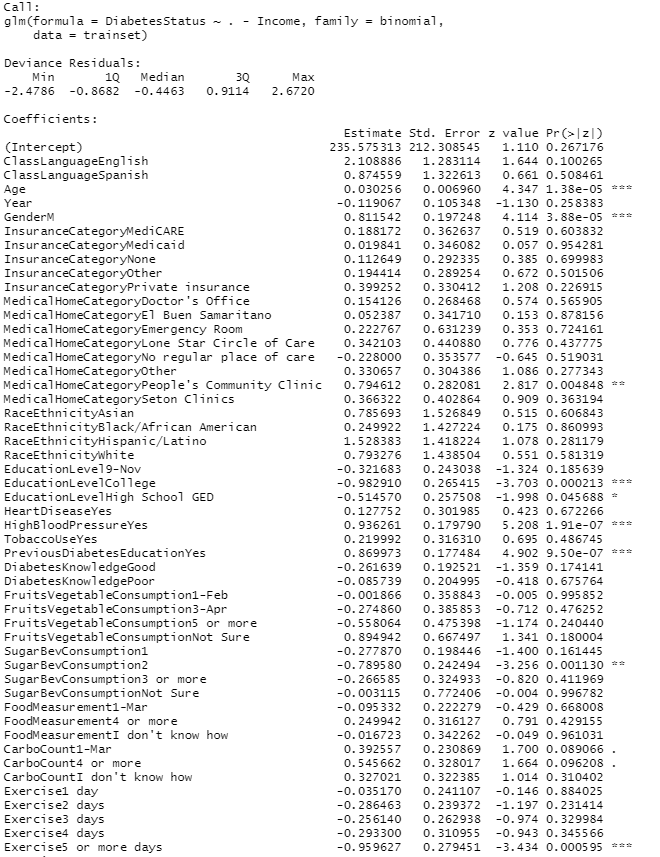 Call:
glm(formula = DiabetesStatus ~ . - Income, family = binomial,
    data = trainset)

Deviance Residuals:
    Min      1Q  Median      3Q     Max
-2.4786 -0.8682 -0.4463  0.9114  2.6720

Coefficients:
                                              Estimate Std. Error z value Pr(>|z|)
(Intercept)                                 235.575313 212.308545   1.110 0.267176
ClassLanguageEnglish                          2.108886   1.283114   1.644 0.100265
ClassLanguageSpanish                          0.874559   1.322613   0.661 0.508461
Age                                           0.030256   0.006960   4.347 1.38e-05 ***
Year                                         -0.119067   0.105348  -1.130 0.258383
GenderM                                       0.811542   0.197248   4.114 3.88e-05 ***
InsuranceCategoryMediCARE                     0.188172   0.362637   0.519 0.603832
InsuranceCategoryMedicaid                     0.019841   0.346082   0.057 0.954281
InsuranceCategoryNone                         0.112649   0.292335   0.385 0.699983
InsuranceCategoryOther                        0.194414   0.289254   0.672 0.501506
InsuranceCategoryPrivate insurance            0.399252   0.330412   1.208 0.226915
MedicalHomeCategoryDoctor's Office            0.154126   0.268468   0.574 0.565905
MedicalHomeCategoryEl Buen Samaritano         0.052387   0.341710   0.153 0.878156
MedicalHomeCategoryEmergency Room             0.222767   0.631239   0.353 0.724161
MedicalHomeCategoryLone Star Circle of Care   0.342103   0.440880   0.776 0.437775
MedicalHomeCategoryNo regular place of care  -0.228000   0.353577  -0.645 0.519031
MedicalHomeCategoryOther                      0.330657   0.304386   1.086 0.277343
MedicalHomeCategoryPeople's Community Clinic  0.794612   0.282081   2.817 0.004848 **
MedicalHomeCategorySeton Clinics              0.366322   0.402864   0.909 0.363194
RaceEthnicityAsian                            0.785693   1.526849   0.515 0.606843
RaceEthnicityBlack/African American           0.249922   1.427224   0.175 0.860993
RaceEthnicityHispanic/Latino                  1.528383   1.418224   1.078 0.281179
RaceEthnicityWhite                            0.793276   1.438504   0.551 0.581319
EducationLevel9-Nov                          -0.321683   0.243038  -1.324 0.185639
EducationLevelCollege                        -0.982910   0.265415  -3.703 0.000213 ***
EducationLevelHigh School GED                -0.514570   0.257508  -1.998 0.045688 *
HeartDiseaseYes                               0.127752   0.301985   0.423 0.672266
HighBloodPressureYes                          0.936261   0.179790   5.208 1.91e-07 ***
TobaccoUseYes                                 0.219992   0.316310   0.695 0.486745
PreviousDiabetesEducationYes                  0.869973   0.177484   4.902 9.50e-07 ***
DiabetesKnowledgeGood                        -0.261639   0.192521  -1.359 0.174141
DiabetesKnowledgePoor                        -0.085739   0.204995  -0.418 0.675764
FruitsVegetableConsumption1-Feb              -0.001866   0.358843  -0.005 0.995852
FruitsVegetableConsumption3-Apr              -0.274860   0.385853  -0.712 0.476252
FruitsVegetableConsumption5 or more          -0.558064   0.475398  -1.174 0.240440
FruitsVegetableConsumptionNot Sure            0.894942   0.667497   1.341 0.180004
SugarBevConsumption1                         -0.277870   0.198446  -1.400 0.161445
SugarBevConsumption2                         -0.789580   0.242494  -3.256 0.001130 **
SugarBevConsumption3 or more                 -0.266585   0.324933  -0.820 0.411969
SugarBevConsumptionNot Sure                  -0.003115   0.772406  -0.004 0.996782
FoodMeasurement1-Mar                         -0.095332   0.222279  -0.429 0.668008
FoodMeasurement4 or more                      0.249942   0.316127   0.791 0.429155
FoodMeasurementI don't know how              -0.016723   0.342262  -0.049 0.961031
CarboCount1-Mar                               0.392557   0.230869   1.700 0.089066 .
CarboCount4 or more                           0.545662   0.328017   1.664 0.096208 .
CarboCountI don't know how                    0.327021   0.322385   1.014 0.310402
Exercise1 day                                -0.035170   0.241107  -0.146 0.884025
Exercise2 days                               -0.286463   0.239372  -1.197 0.231414
Exercise3 days                               -0.256140   0.262938  -0.974 0.329984
Exercise4 days                               -0.293300   0.310955  -0.943 0.345566
Exercise5 or more days                       -0.959627   0.279451  -3.434 0.000595 ***